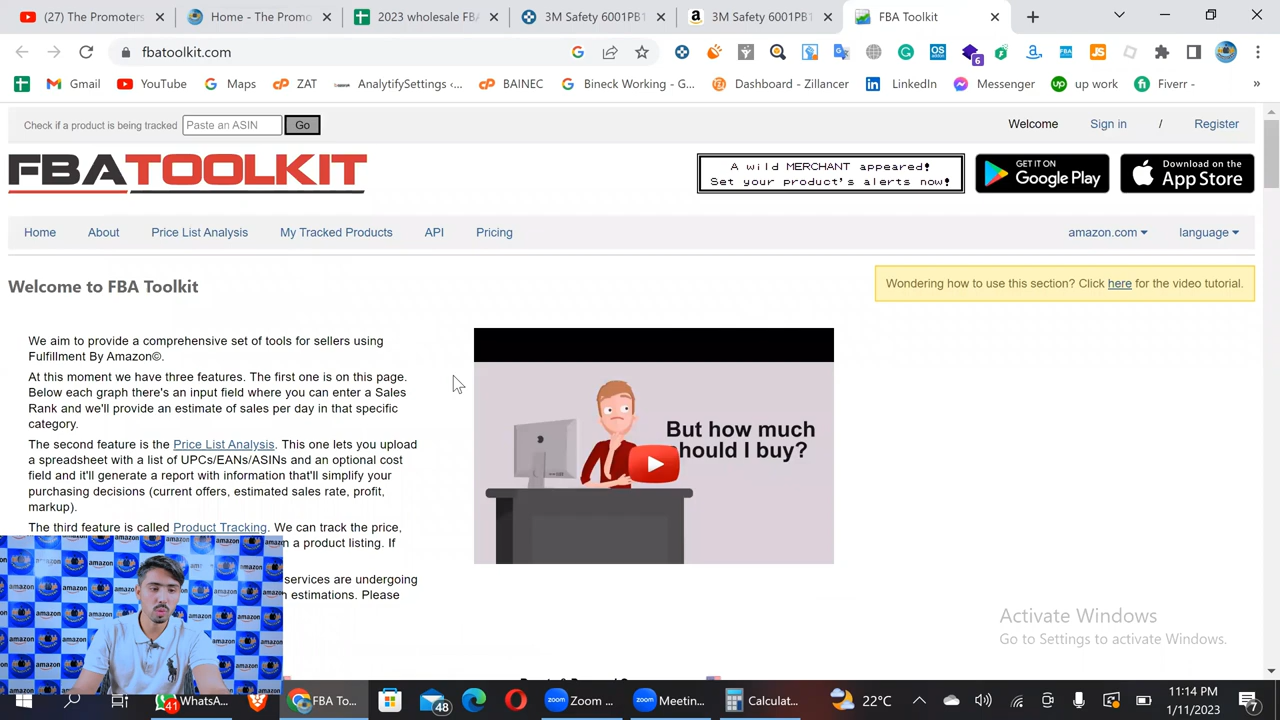 (27) The Promoters
Home - The Promo
2023 wholesale FBA
3M Safety 6001PB1
3M Safety 6001PBT
FBA Toolkit
fbatoolkit.com
Gmail
YouTube
Maps
ZAT
AnalytifySettings ‹...
BAINEC
Bineck Working - G...
Dashboard - Zillancer
LinkedIn
Messenger
up work
Fiverr -
»
Check if a product is being tracked
Paste an ASIN
Go
Welcome
Sign in
/
Register
FBATOOLKIT
A wild MERCHANT appeared!
Set your product's alerts now!
GET IT ON
Google Play
Download on the
App Store
Home
About
Price List Analysis
My Tracked Products
API
Pricing
amazon.com
language
Welcome to FBA Toolkit
Wondering how to use this section? Click here for the video tutorial.
We aim to provide a comprehensive set of tools for sellers using
Fulfillment By Amazon©.
At this moment we have three features. The first one is on this page.
Below each graph there's an input field where you can enter a Sales
Rank and we'll provide an estimate of sales per day in that specific
category.
The second feature is the Price List Analysis. This one lets you upload
a spreadsheet with a list of UPCs/EANs/ASINs and an optional cost
field and it'll generate a report with information that'll simplify your
purchasing decisions (current offers, estimated sales rate, profit,
markup).
The third feature is called Product Tracking. We can track the price,
n a product listing. If
services are undergoing
n estimations. Please
But how much
should I buy?
Activate Windows
Go to Settings to activate Windows.
WhatsA...
41
FBA To...
48
Zoom ...
Meetin...
Calculat...
22°C
11:14 PM
1/11/2023
7